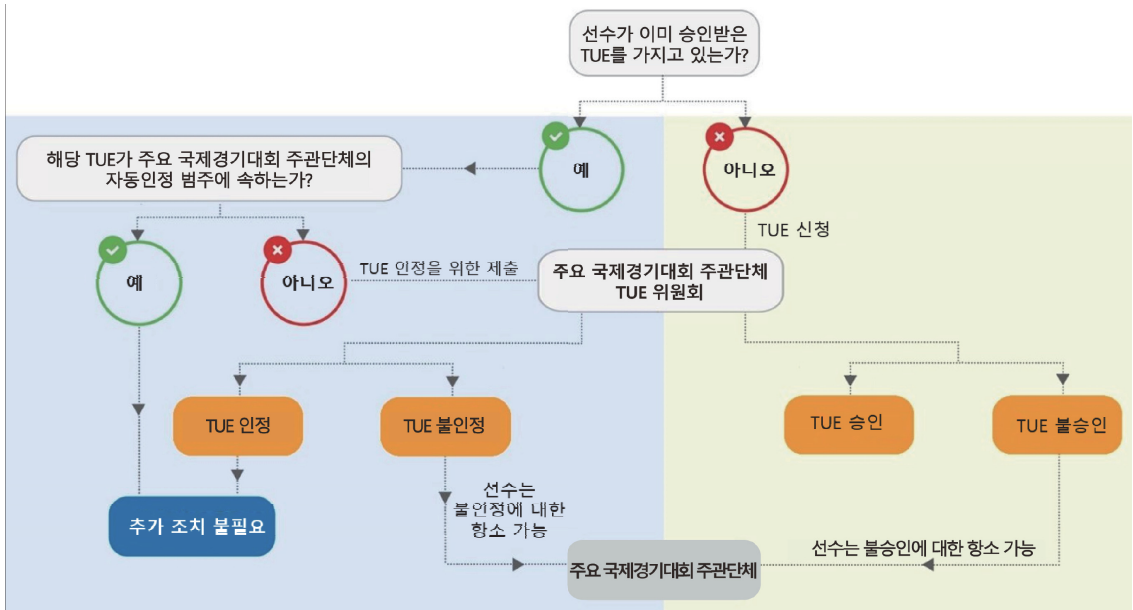 선수가 이미 승인받은
TUE를 가지고 있는가?
해당 TUE가 주요 국제경기대회 주관단체의
자동인정 범주에 속하는가?
예
아니오
TUE 신청
예
아니오
TUE 인정을 위한 제출
주요 국제경기대회 주관단체
TUE 위원회
TUE 인정
TUE 불인정
TUE 승인
TUE 불승인
추가 조치 불필요
선수는
불인정에 대한
항소 가능
주요 국제경기대회 주관단체
선수는 불승인에 대한 항소 가능